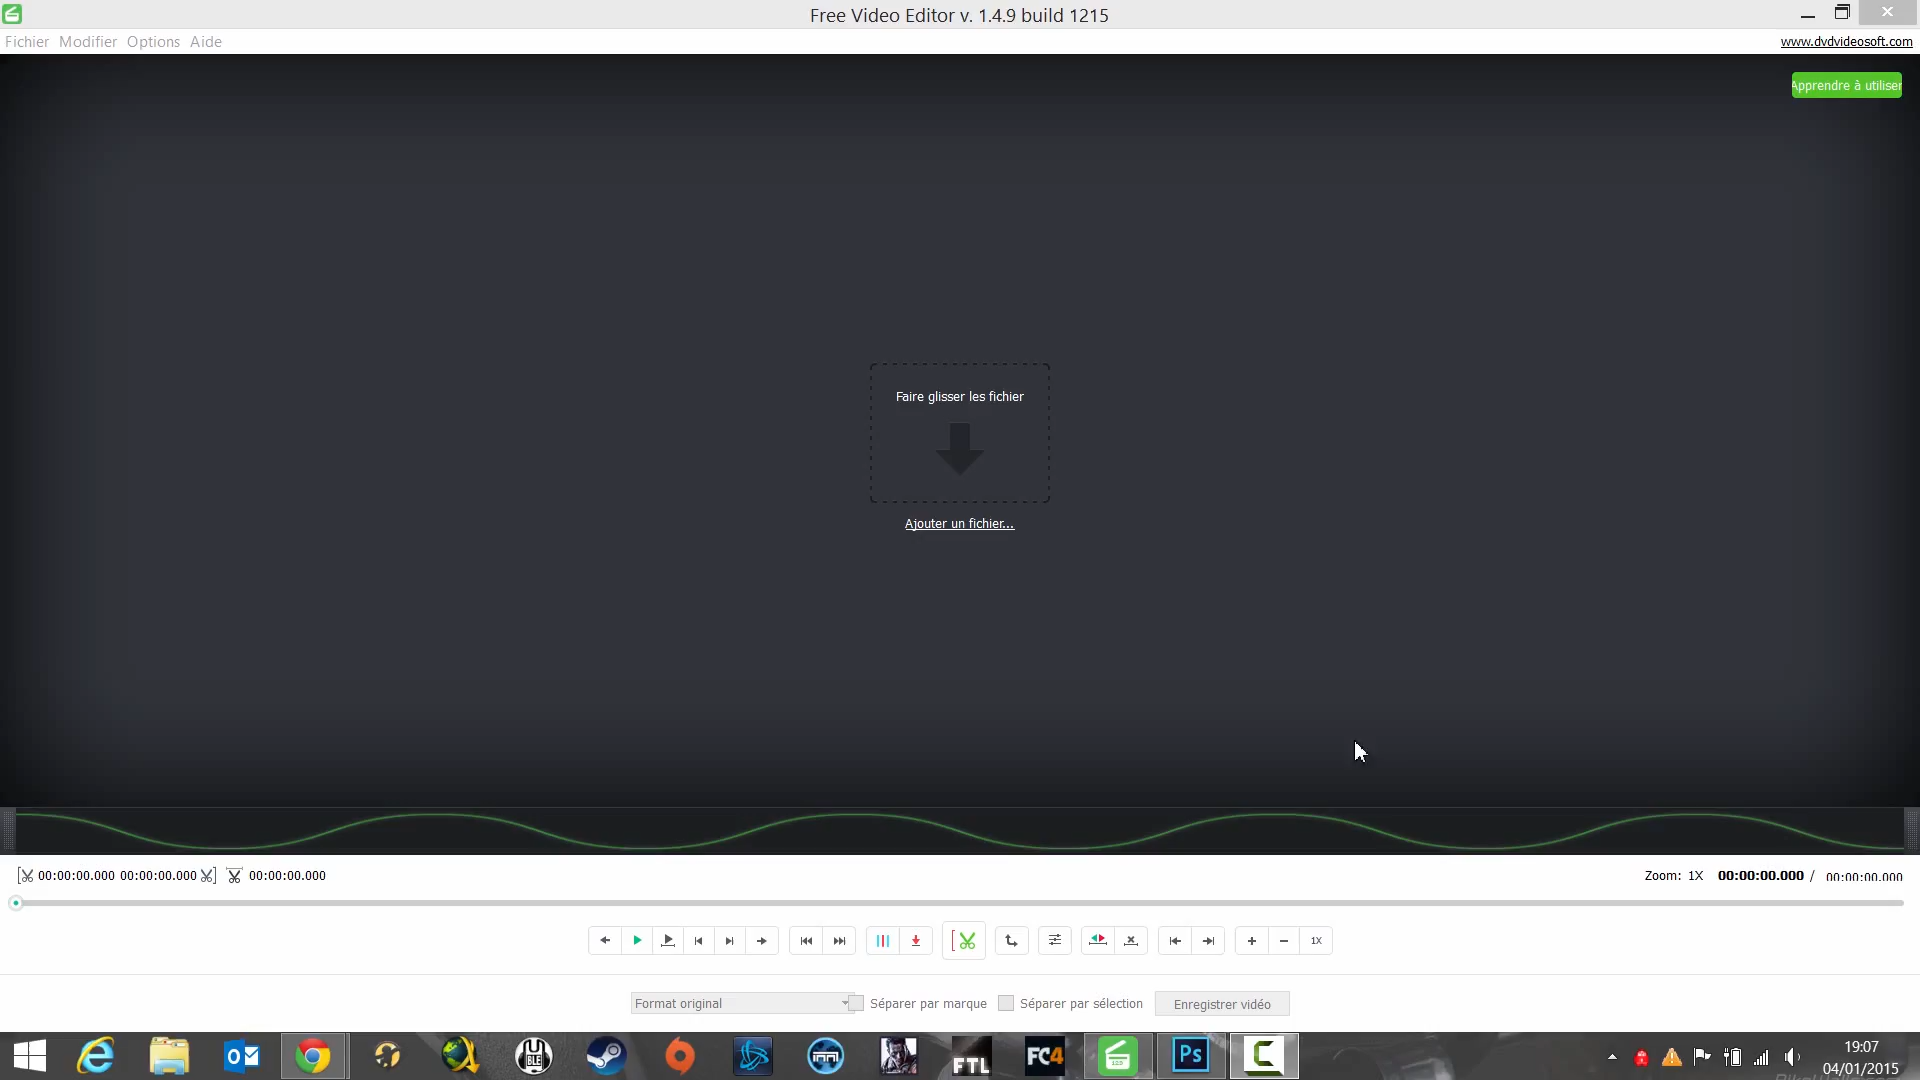 Free Video Editor v. 1.4.9 build 1215
Fichier Modifier Options Aide
www.dvdvideosoft.com
Apprendre à utiliser
Faire glisser les fichier
Ajouter un fichier...
00:00:00.000 00:00:00.000 00:00:00.000
Zoom: 1X 00:00:00.000 / 00:00:00.000
1X
Format original Séparer par marque Séparer par sélection Enregistrer vidéo
FTL FC4 Ps
19:07
04/01/2015